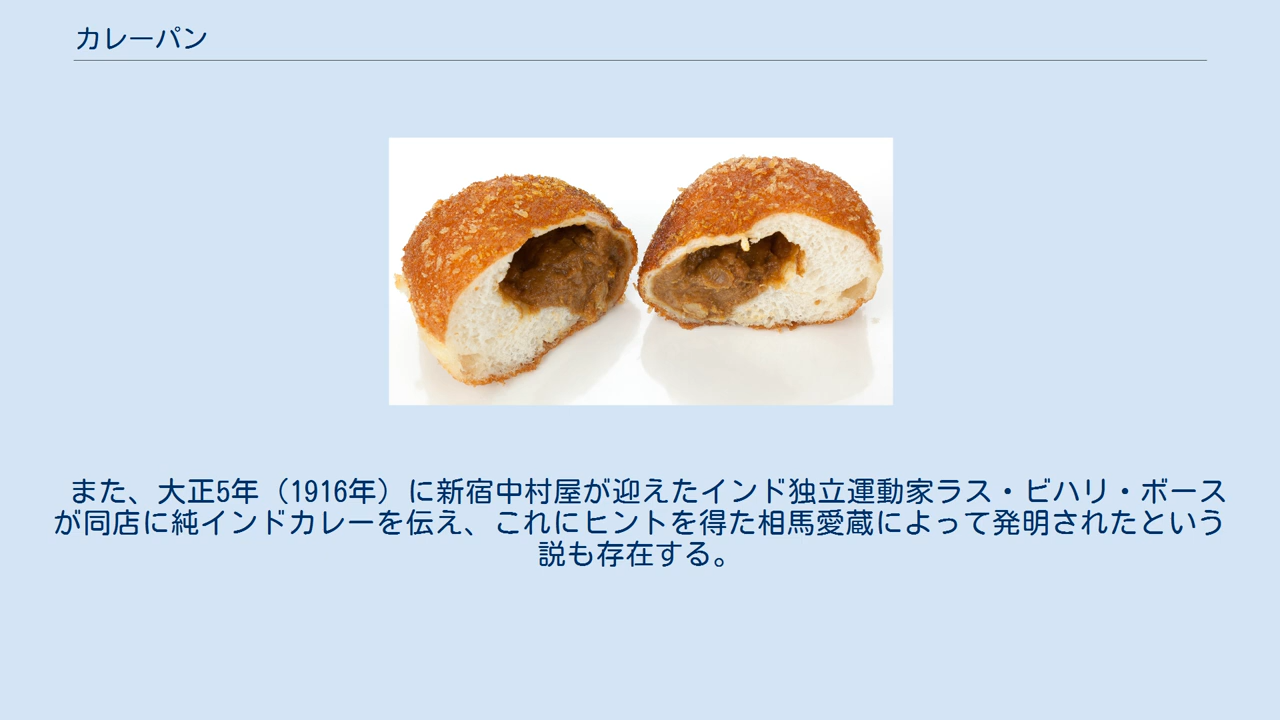 カレーパン
また、大正5年（1916年）に新宿中村屋が迎えたインド独立運動家ラス・ビハリ・ボース
が同店に純インドカレーを伝え、これにヒントを得た相馬愛蔵によって発明されたという
説も存在する。